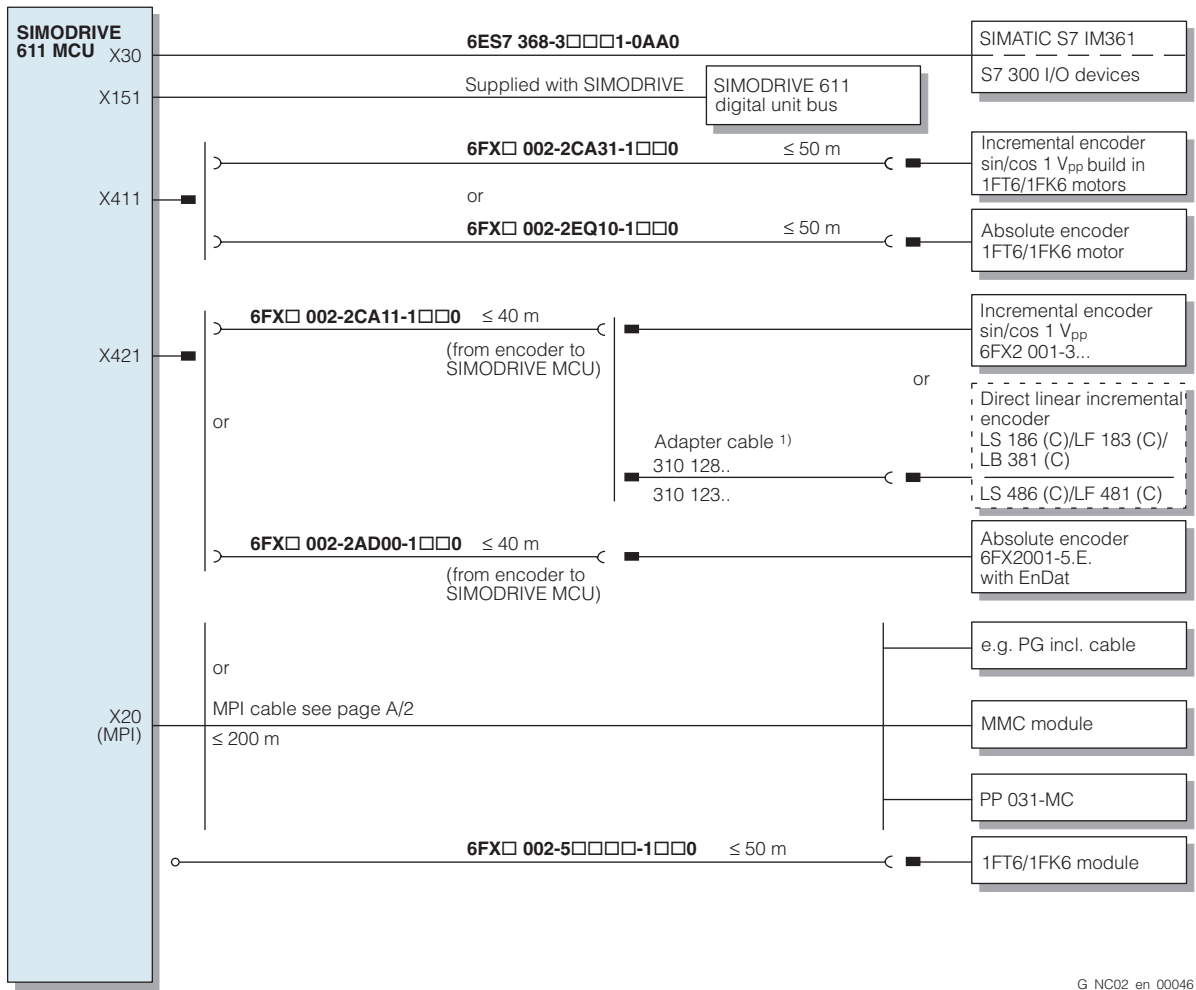 SIMODRIVE
611 MCU
X30
6ES7 368-3□□□1-0AA0
SIMATIC S7 IM361
S7 300 I/O devices
X151
Supplied with SIMODRIVE
SIMODRIVE 611
digital unit bus
X411
6FX□ 002-2CA31-1□□0
≤ 50 m
Incremental encoder
sin/cos 1 Vpp build in
1FT6/1FK6 motors
or
6FX□ 002-2EQ10-1□□0
≤ 50 m
Absolute encoder
1FT6/1FK6 motor
X421
6FX□ 002-2CA11-1□□0 ≤ 40 m
(from encoder to
SIMODRIVE MCU)
Incremental encoder
sin/cos 1 Vpp
6FX2 001-3...
or
or
Adapter cable 1)
310 128..
310 123..
Direct linear incremental
encoder
LS 186 (C)/LF 183 (C)/
LB 381 (C)
LS 486 (C)/LF 481 (C)
6FX□ 002-2AD00-1□□0 ≤ 40 m
(from encoder to
SIMODRIVE MCU)
Absolute encoder
6FX2001-5.E.
with EnDat
X20
(MPI)
or
MPI cable see page A/2
≤ 200 m
e.g. PG incl. cable
MMC module
PP 031-MC
6FX□ 002-5□□□□-1□□0 ≤ 50 m
1FT6/1FK6 module
G_NC02_en_00046